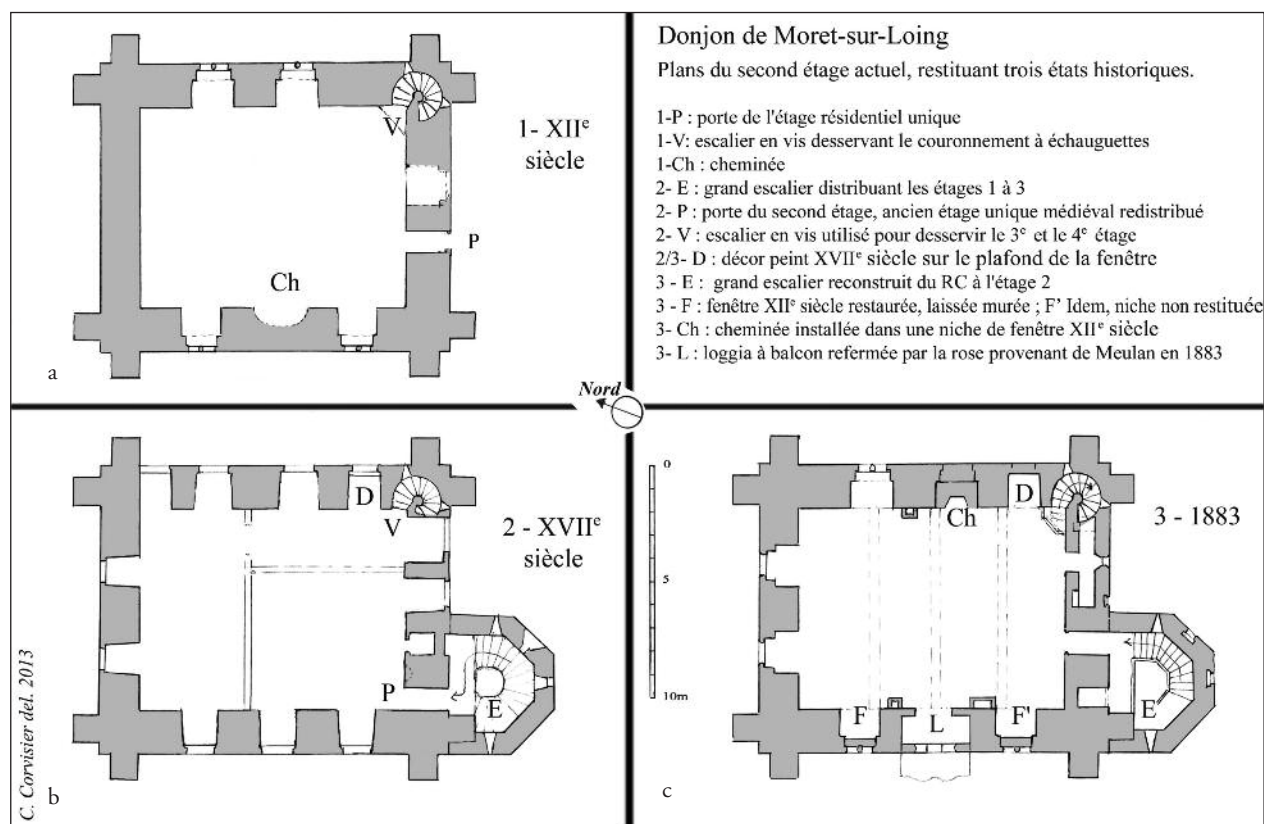 Donjon de Moret-sur-Loing
Plans du second étage actuel, restituant trois états historiques.
1-P : porte de l'étage résidentiel unique
1-V: escalier en vis desservant le couronnement à échauguettes
1-Ch : cheminée
2- E : grand escalier distribuant les étages 1 à 3
2- P : porte du second étage, ancien étage unique médiéval redistribué
2- V : escalier en vis utilisé pour desservir le 3e et le 4e étage
2/3- D : décor peint XVIIe siècle sur le plafond de la fenêtre
3 - E : grand escalier reconstruit du RC à l'étage 2
3 - F : fenêtre XIIe siècle restaurée, laissée murée ; F' Idem, niche non restituée
3- Ch : cheminée installée dans une niche de fenêtre XIIe siècle
3- L : loggia à balcon refermée par la rose provenant de Meulan en 1883
V
1- XIIe
siècle
P
Ch
a
Nord
D
V
2 - XVIIe
siècle
P
E
b
C. Corvisier del. 2013
0
5
10m
Ch
D
3 - 1883
F
L
F'
E
c